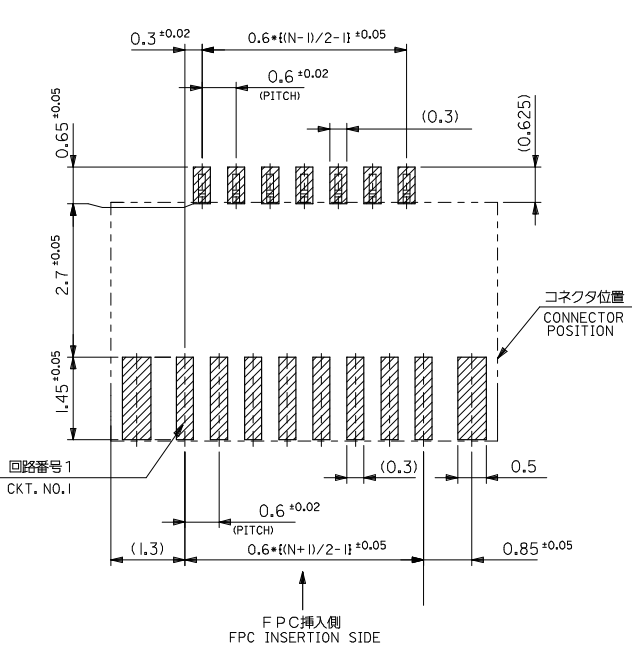 0.3 ±0.02
0.6*{(N-1)/2-1} ±0.05
0.6 ±0.02
(PITCH)
(0.3)
0.65 ±0.05
(0.625)
2.7 ±0.05
コネクタ位置
CONNECTOR
POSITION
1.45 ±0.05
回路番号1
CKT. NO.1
(0.3)
0.5
0.6 ±0.02
(PITCH)
(1.3)
0.6*{(N+1)/2-1} ±0.05
0.85 ±0.05
FPC挿入側
FPC INSERTION SIDE